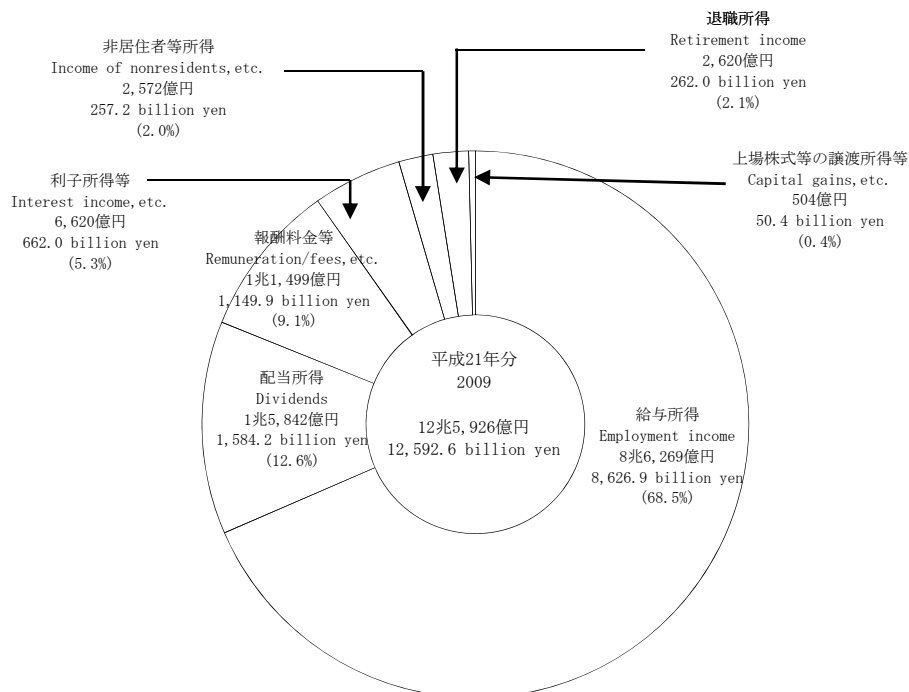 退職所得
Retirement income
2,620億円
262.0 billion yen
(2.1%)
非居住者等所得
Income of nonresidents,etc.
2,572億円
257.2 billion yen
(2.0%)
上場株式等の譲渡所得等
Capital gains,etc.
504億円
50.4 billion yen
(0.4%)
利子所得等
Interest income,etc.
6,620億円
662.0 billion yen
(5.3%)
報酬料金等
Remuneration/fees,etc.
1兆1,499億円
1,149.9 billion yen
(9.1%)
平成21年分
2009
12兆5,926億円
12,592.6 billion yen
配当所得
Dividends
1兆5,842億円
1,584.2 billion yen
(12.6%)
給与所得
Employment income
8兆6,269億円
8,626.9 billion yen
(68.5%)